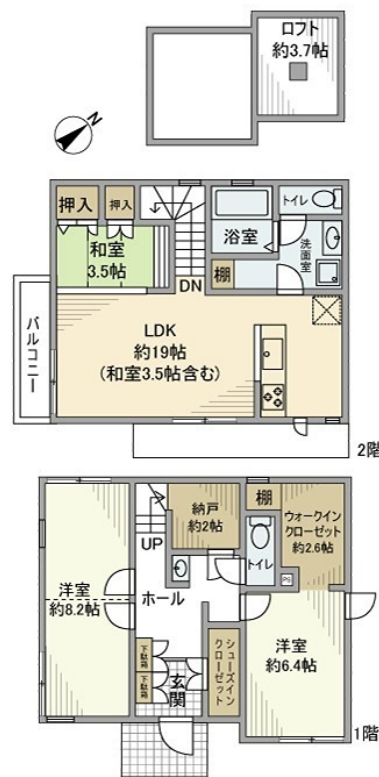 ロフト
約3.7帖
N
押入
押入
トイレ
和室
3.5帖
浴室
洗面室
棚
DN
バルコニー
LDK
約19帖
(和室3.5帖含む)
2階
納戸
約2帖
棚
ウォークイン
クローゼット
約2.6帖
UP
トイレ
PS
洋室
約8.2帖
ホール
下駄箱
下駄箱
シューズイン
クローゼット
洋室
約6.4帖
玄関
1階